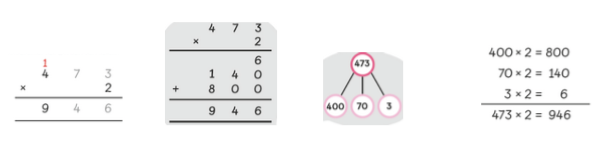 1
4 7 3
× 2
9 4 6
4 7 3
× 2
6
1 4 0
+ 8 0 0
9 4 6
473
400 70 3
400 × 2 = 800
70 × 2 = 140
3 × 2 = 6
473 × 2 = 946